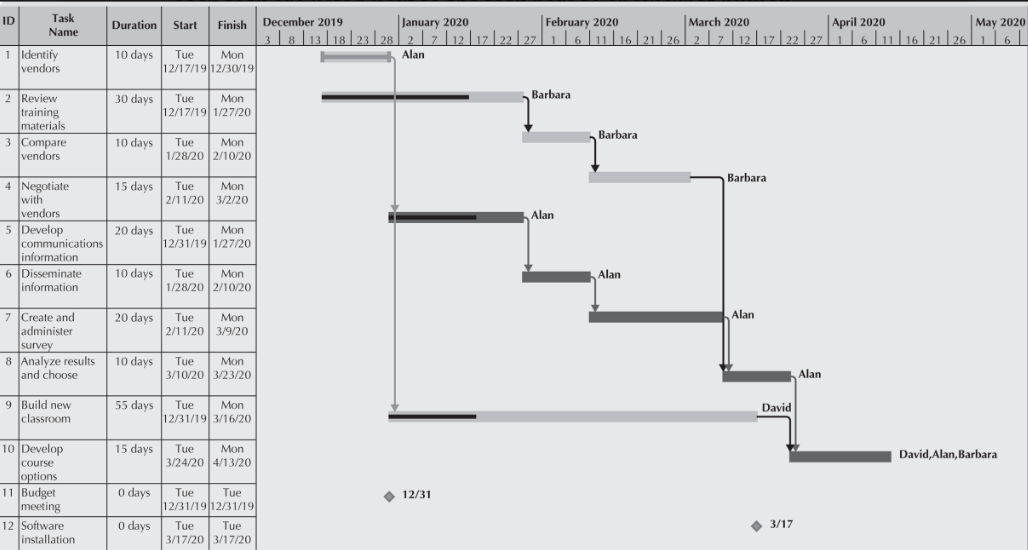 ID Task Name Duration Start Finish December 2019 January 2020 February 2020 March 2020 April 2020 May 2020
3 8 13 18 23 28 2 7 12 17 22 27 1 6 11 16 21 26 2 7 12 17 22 27 1 6 11 16 21 26 1 6
1 Identify vendors 10 days Tue 12/17/19 Mon 12/30/19 Alan
2 Review training materials 30 days Tue 12/17/19 Mon 1/27/20 Barbara
3 Compare vendors 10 days Tue 1/28/20 Mon 2/10/20 Barbara
4 Negotiate with vendors 15 days Tue 2/11/20 Mon 3/2/20 Barbara
5 Develop communications information 20 days Tue 12/31/19 Mon 1/27/20 Alan
6 Disseminate information 10 days Tue 1/28/20 Mon 2/10/20 Alan
7 Create and administer survey 20 days Tue 2/11/20 Mon 3/9/20 Alan
8 Analyze results and choose 10 days Tue 3/10/20 Mon 3/23/20 Alan
9 Build new classroom 55 days Tue 12/31/19 Mon 3/16/20 David
10 Develop course options 15 days Tue 3/24/20 Mon 4/13/20 David,Alan,Barbara
11 Budget meeting 0 days Tue 12/31/19 Tue 12/31/19 12/31
12 Software installation 0 days Tue 3/17/20 Tue 3/17/20 3/17